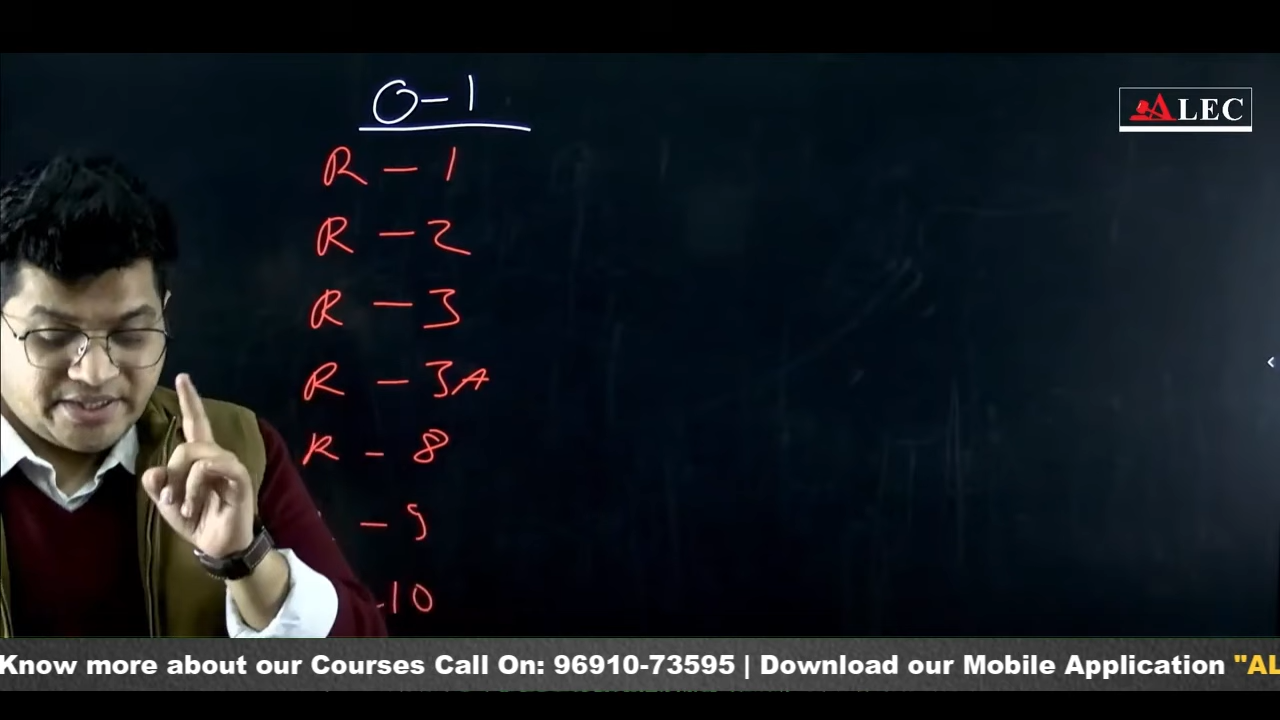 O-1
ALEC
R - 1
R - 2
R - 3
R - 3A
R - 8
- 9
-10
Know more about our Courses Call On: 96910-73595 | Download our Mobile Application "AL